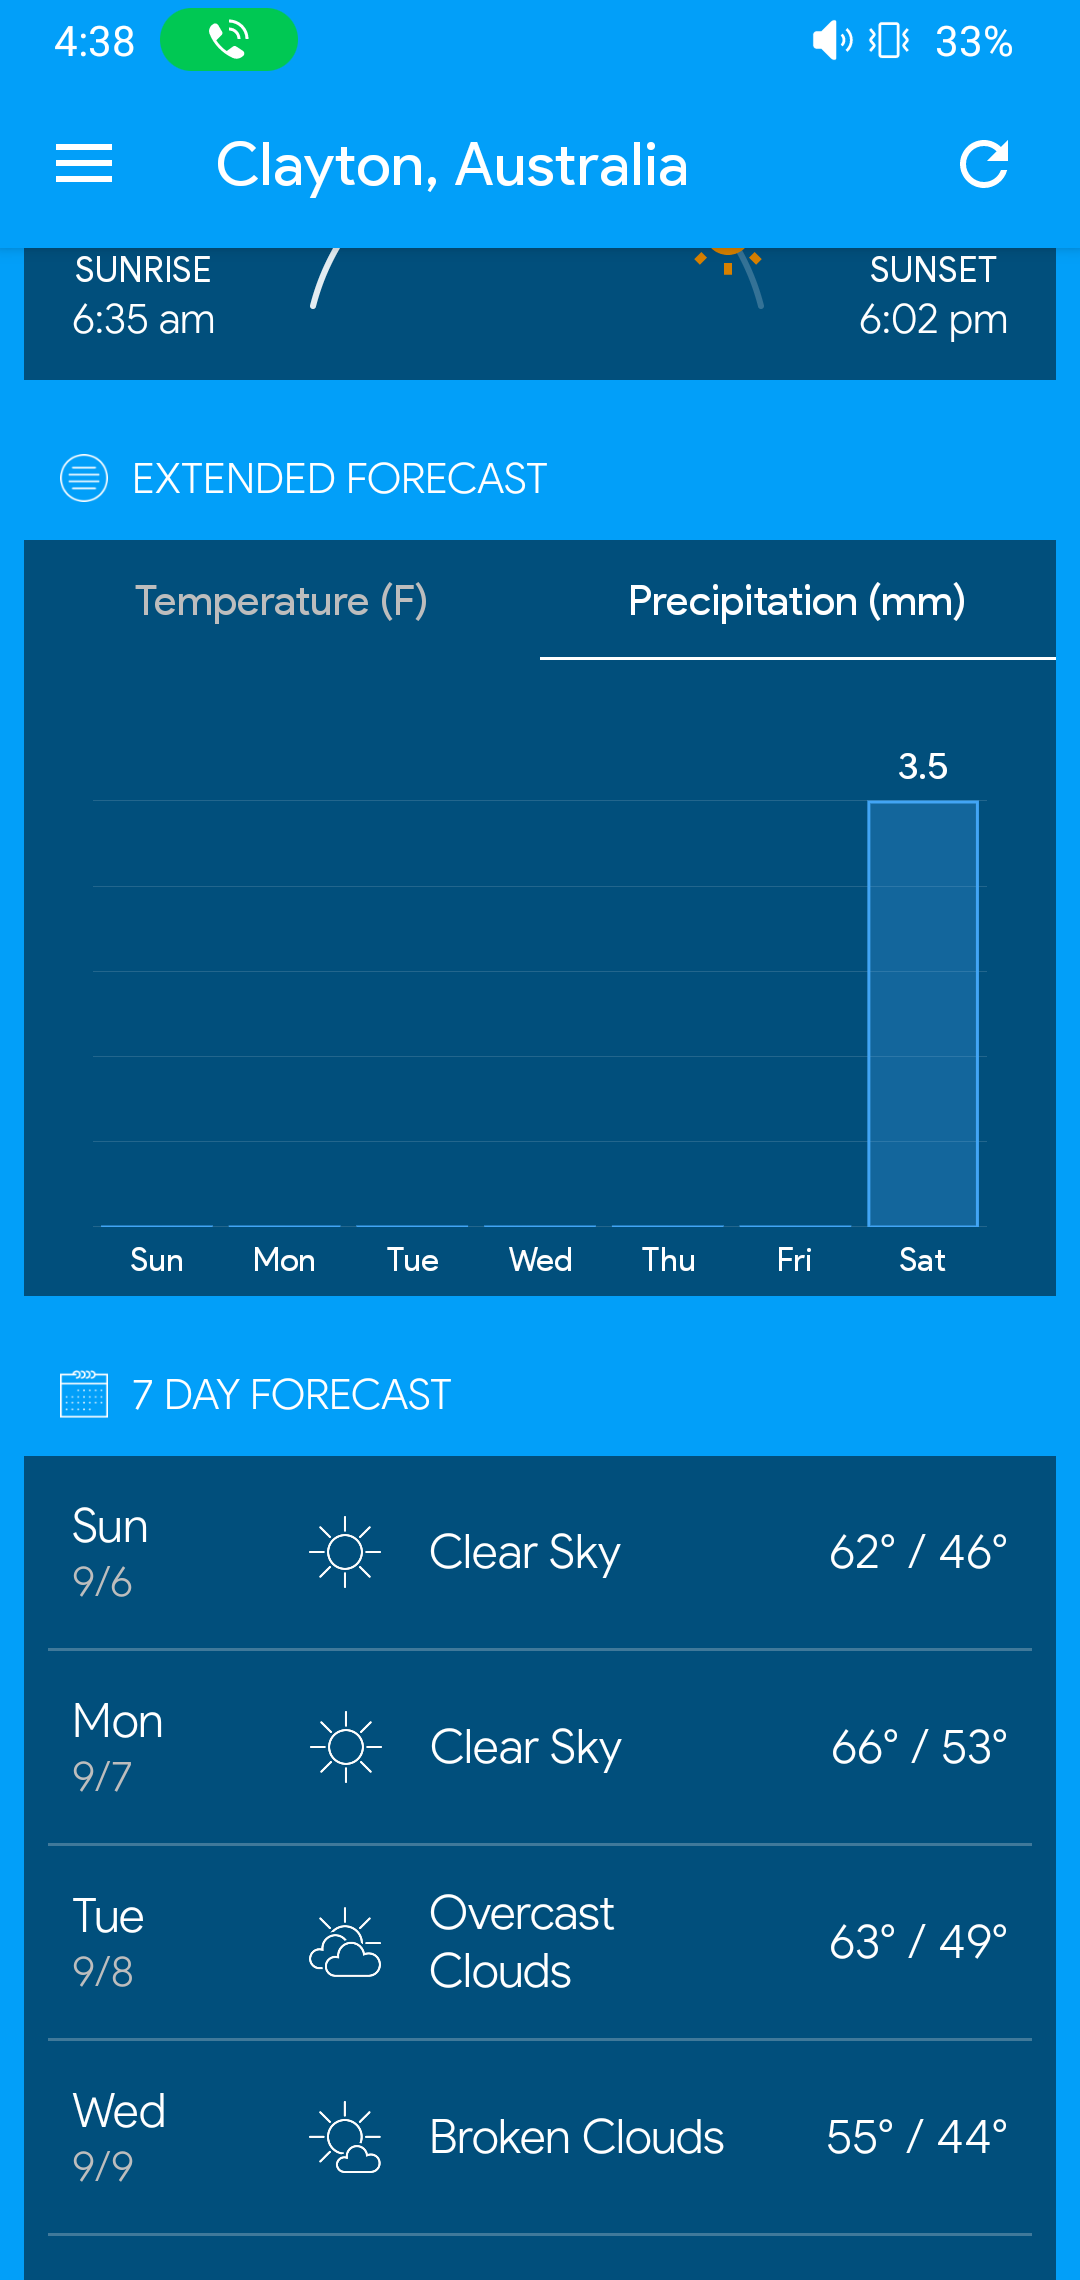 4:38
33%
Clayton, Australia
SUNRISE
SUNSET
6:35 am
6:02 pm
EXTENDED FORECAST
Temperature (F)
Precipitation (mm)
3.5
Sun Mon Tue Wed Thu Fri Sat
7 DAY FORECAST
Sun
9/6
Clear Sky
62° / 46°
Mon
9/7
Clear Sky
66° / 53°
Tue
9/8
Overcast
Clouds
63° / 49°
Wed
9/9
Broken Clouds
55° / 44°